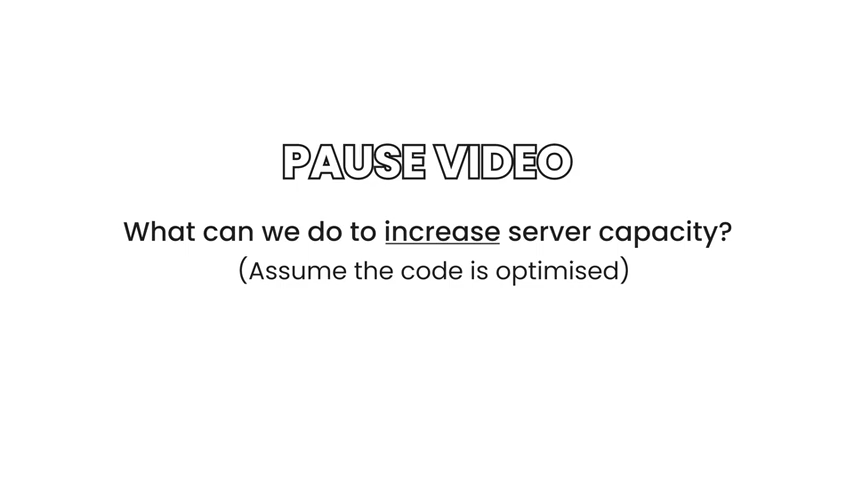 PAUSE VIDEO
What can we do to increase server capacity?
(Assume the code is optimised)